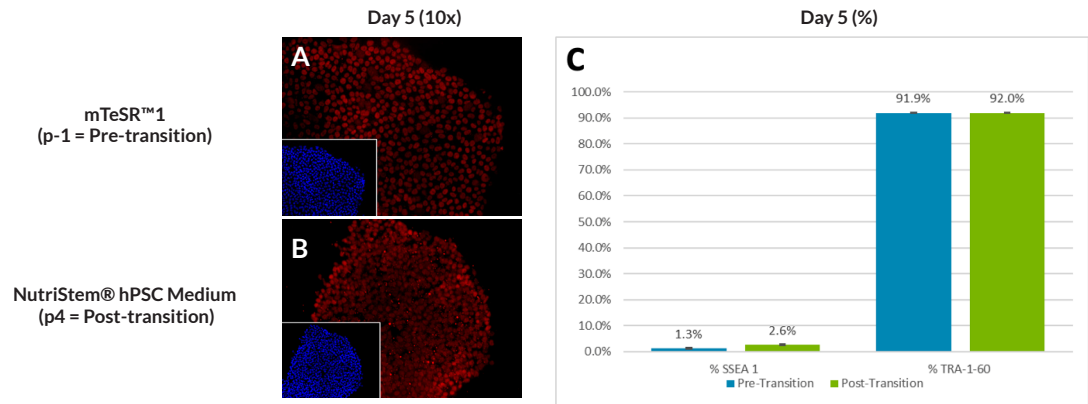 Day 5 (10x)
Day 5 (%)
mTeSR™1
(p-1 = Pre-transition)
A
NutriStem® hPSC Medium
(p4 = Post-transition)
B
C
100.0%
90.0%
80.0%
70.0%
60.0%
50.0%
40.0%
30.0%
20.0%
10.0%
0.0%
1.3%
2.6%
91.9%
92.0%
% SSEA 1
% TRA-1-60
Pre-Transition
Post-Transition